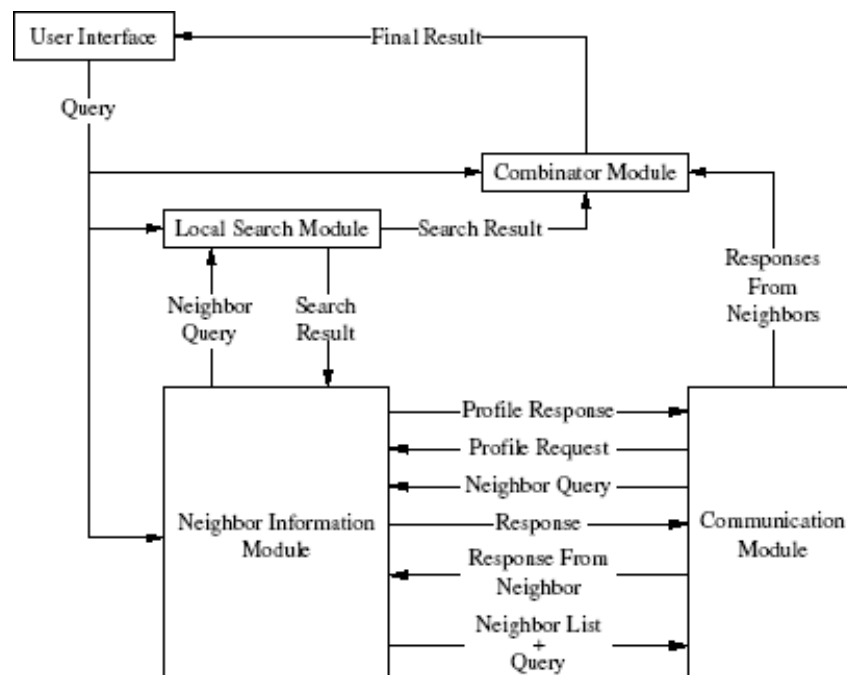 User Interface
Final Result
Query
Combinator Module
Local Search Module
Search Result
Responses
From
Neighbors
Neighbor
Query
Search
Result
Profile Response
Profile Request
Neighbor Query
Neighbor Information
Module
Response
Communication
Module
Response From
Neighbor
Neighbor List
+
Query